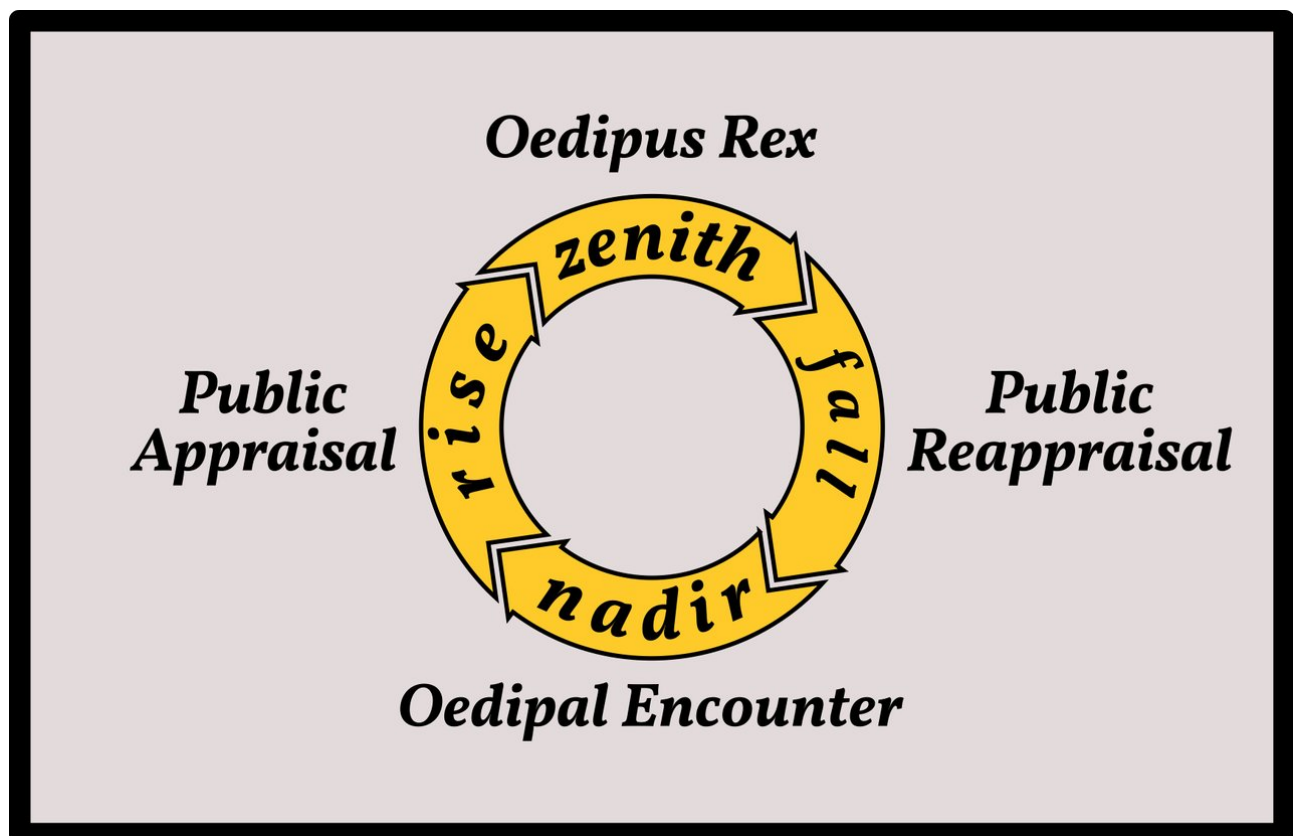 Oedipus Rex
zenith
fall
Public
Reappraisal
nadir
Oedipal Encounter
rise
Public
Appraisal